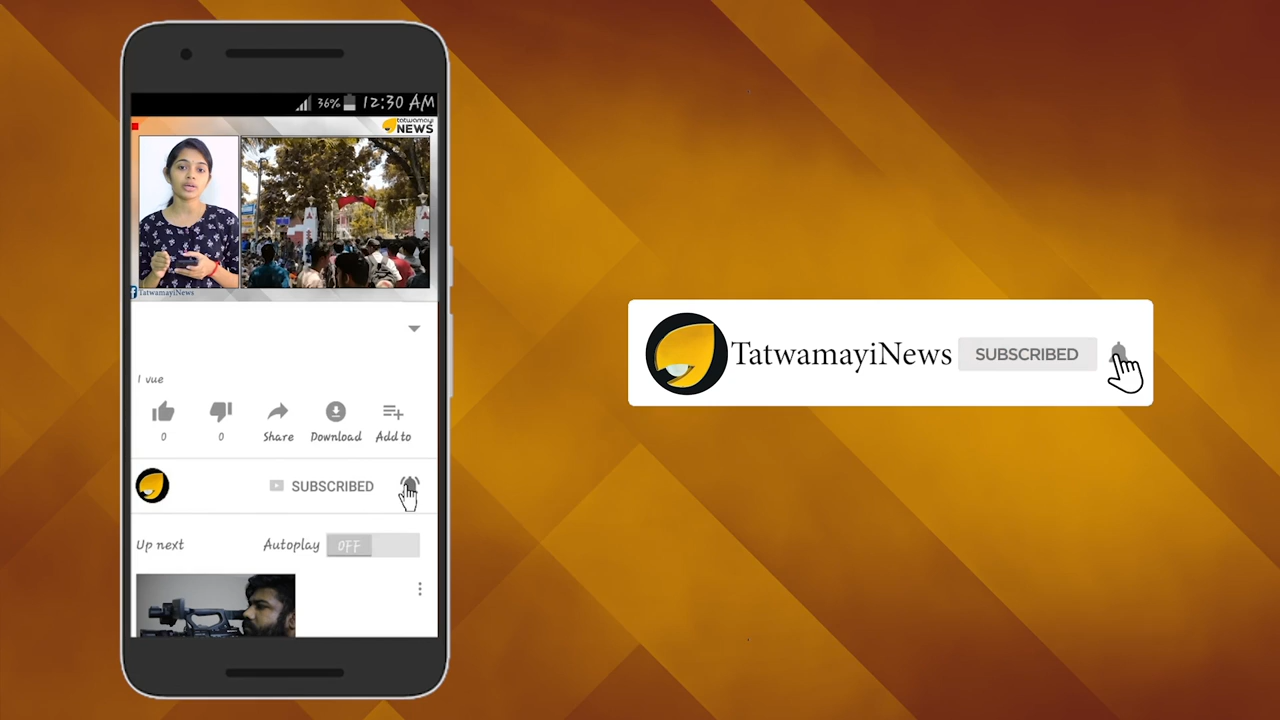 36% 12:30 AM
tatwamayi
NEWS
TatwamayiNews
1 vue
0 0 Share Download Add to
SUBSCRIBED
Up next Autoplay OFF
TatwamayiNews SUBSCRIBED